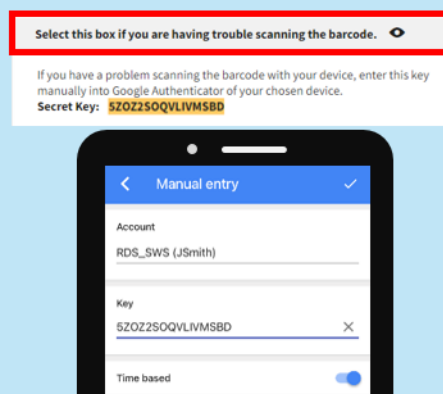 Select this box if you are having trouble scanning the barcode.
If you have a problem scanning the barcode with your device, enter this key
manually into Google Authenticator of your chosen device.
Secret Key: 5ZOZ2SOQVLIVMSBD
Manual entry
Account
RDS_SWS (JSmith)
Key
5ZOZ2SOQVLIVMSBD
Time based